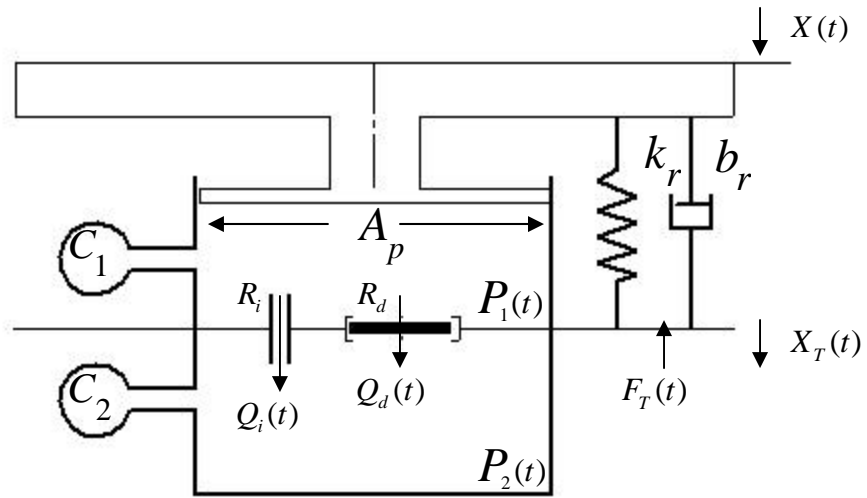 X(t)
k_r b_r
A_p
C_1
R_i R_d P_1(t)
X_T(t)
C_2
Q_i(t) Q_d(t) F_T(t)
P_2(t)